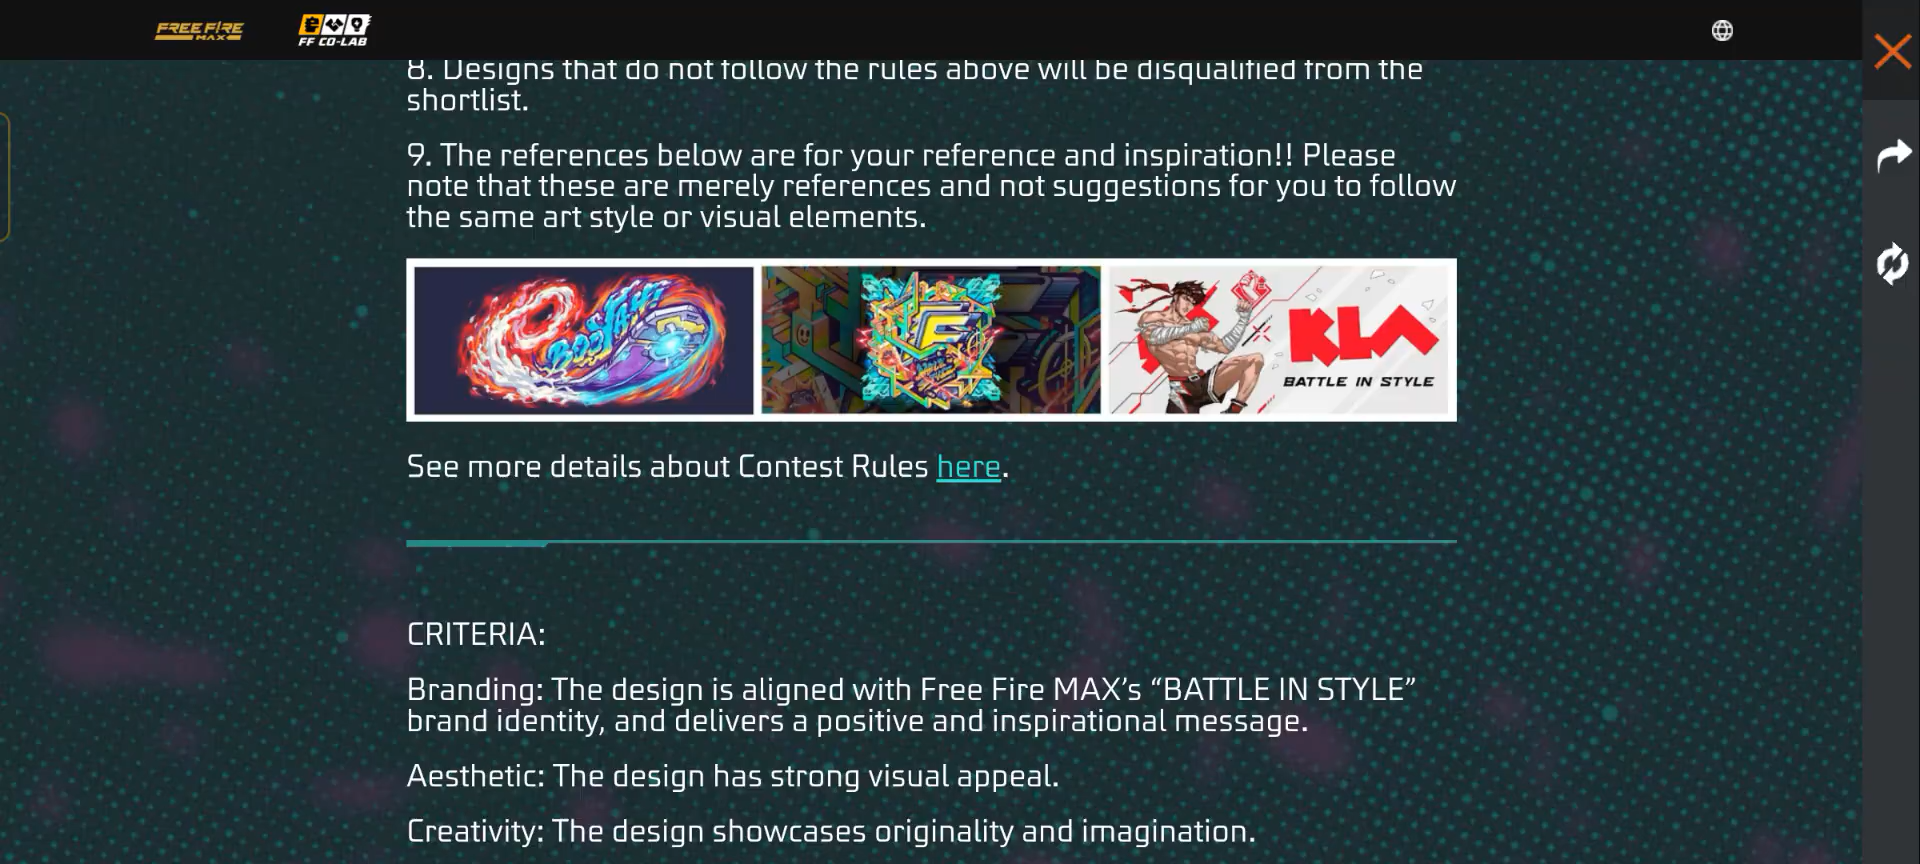 FREE FIRE
MAX
FF CO-LAB
8. Designs that do not follow the rules above will be disqualified from the
shortlist.
9. The references below are for your reference and inspiration!! Please
note that these are merely references and not suggestions for you to follow
the same art style or visual elements.
BOOYAH!
KLA
BATTLE IN STYLE
See more details about Contest Rules here.
CRITERIA:
Branding: The design is aligned with Free Fire MAX’s “BATTLE IN STYLE”
brand identity, and delivers a positive and inspirational message.
Aesthetic: The design has strong visual appeal.
Creativity: The design showcases originality and imagination.